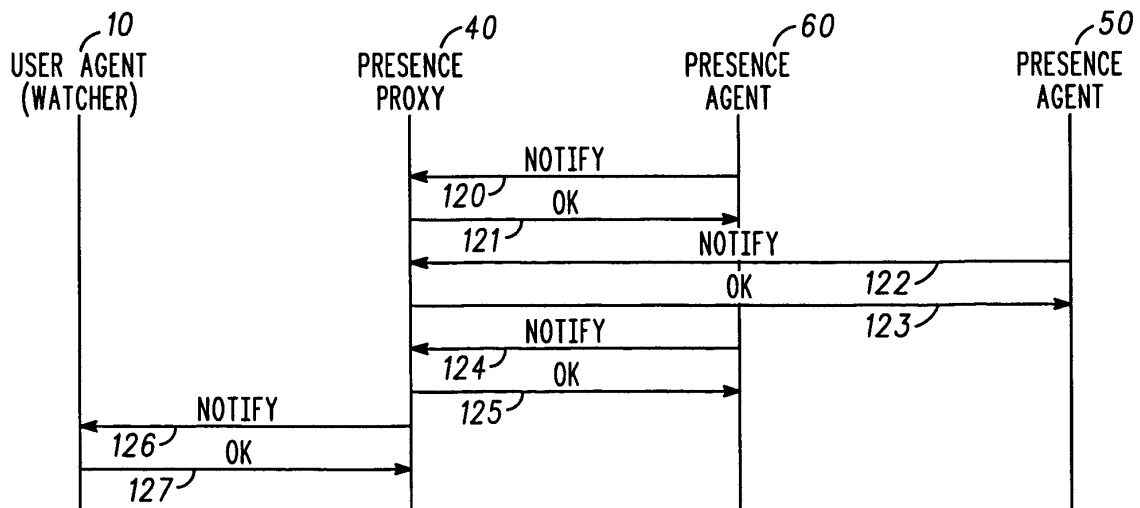 10
USER AGENT
(WATCHER)
40
PRESENCE
PROXY
60
PRESENCE
AGENT
50
PRESENCE
AGENT
NOTIFY
120
OK
121
NOTIFY
122
OK
123
NOTIFY
124
OK
125
NOTIFY
126
OK
127